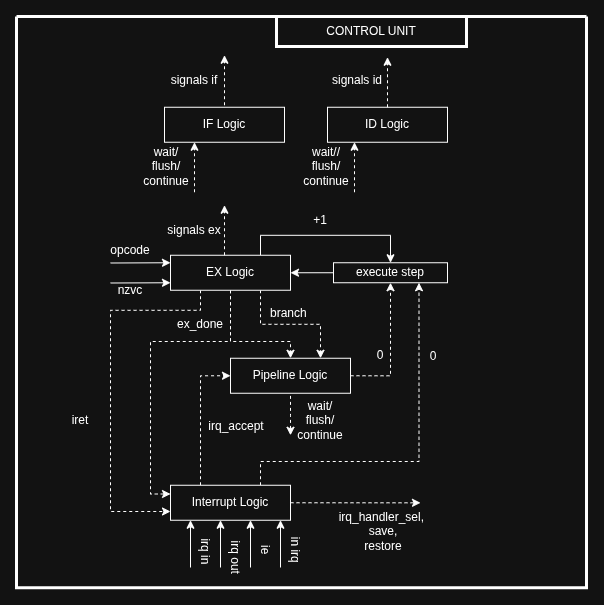 CONTROL UNIT
signals if
signals id
IF Logic
ID Logic
wait/
flush/
continue
wait//
flush/
continue
signals ex
+1
opcode
EX Logic
execute step
nzvc
branch
ex_done
0
0
Pipeline Logic
wait/
flush/
continue
iret
irq_accept
Interrupt Logic
irq_handler_sel,
save,
restore
irq in
irq out
ie
in irq